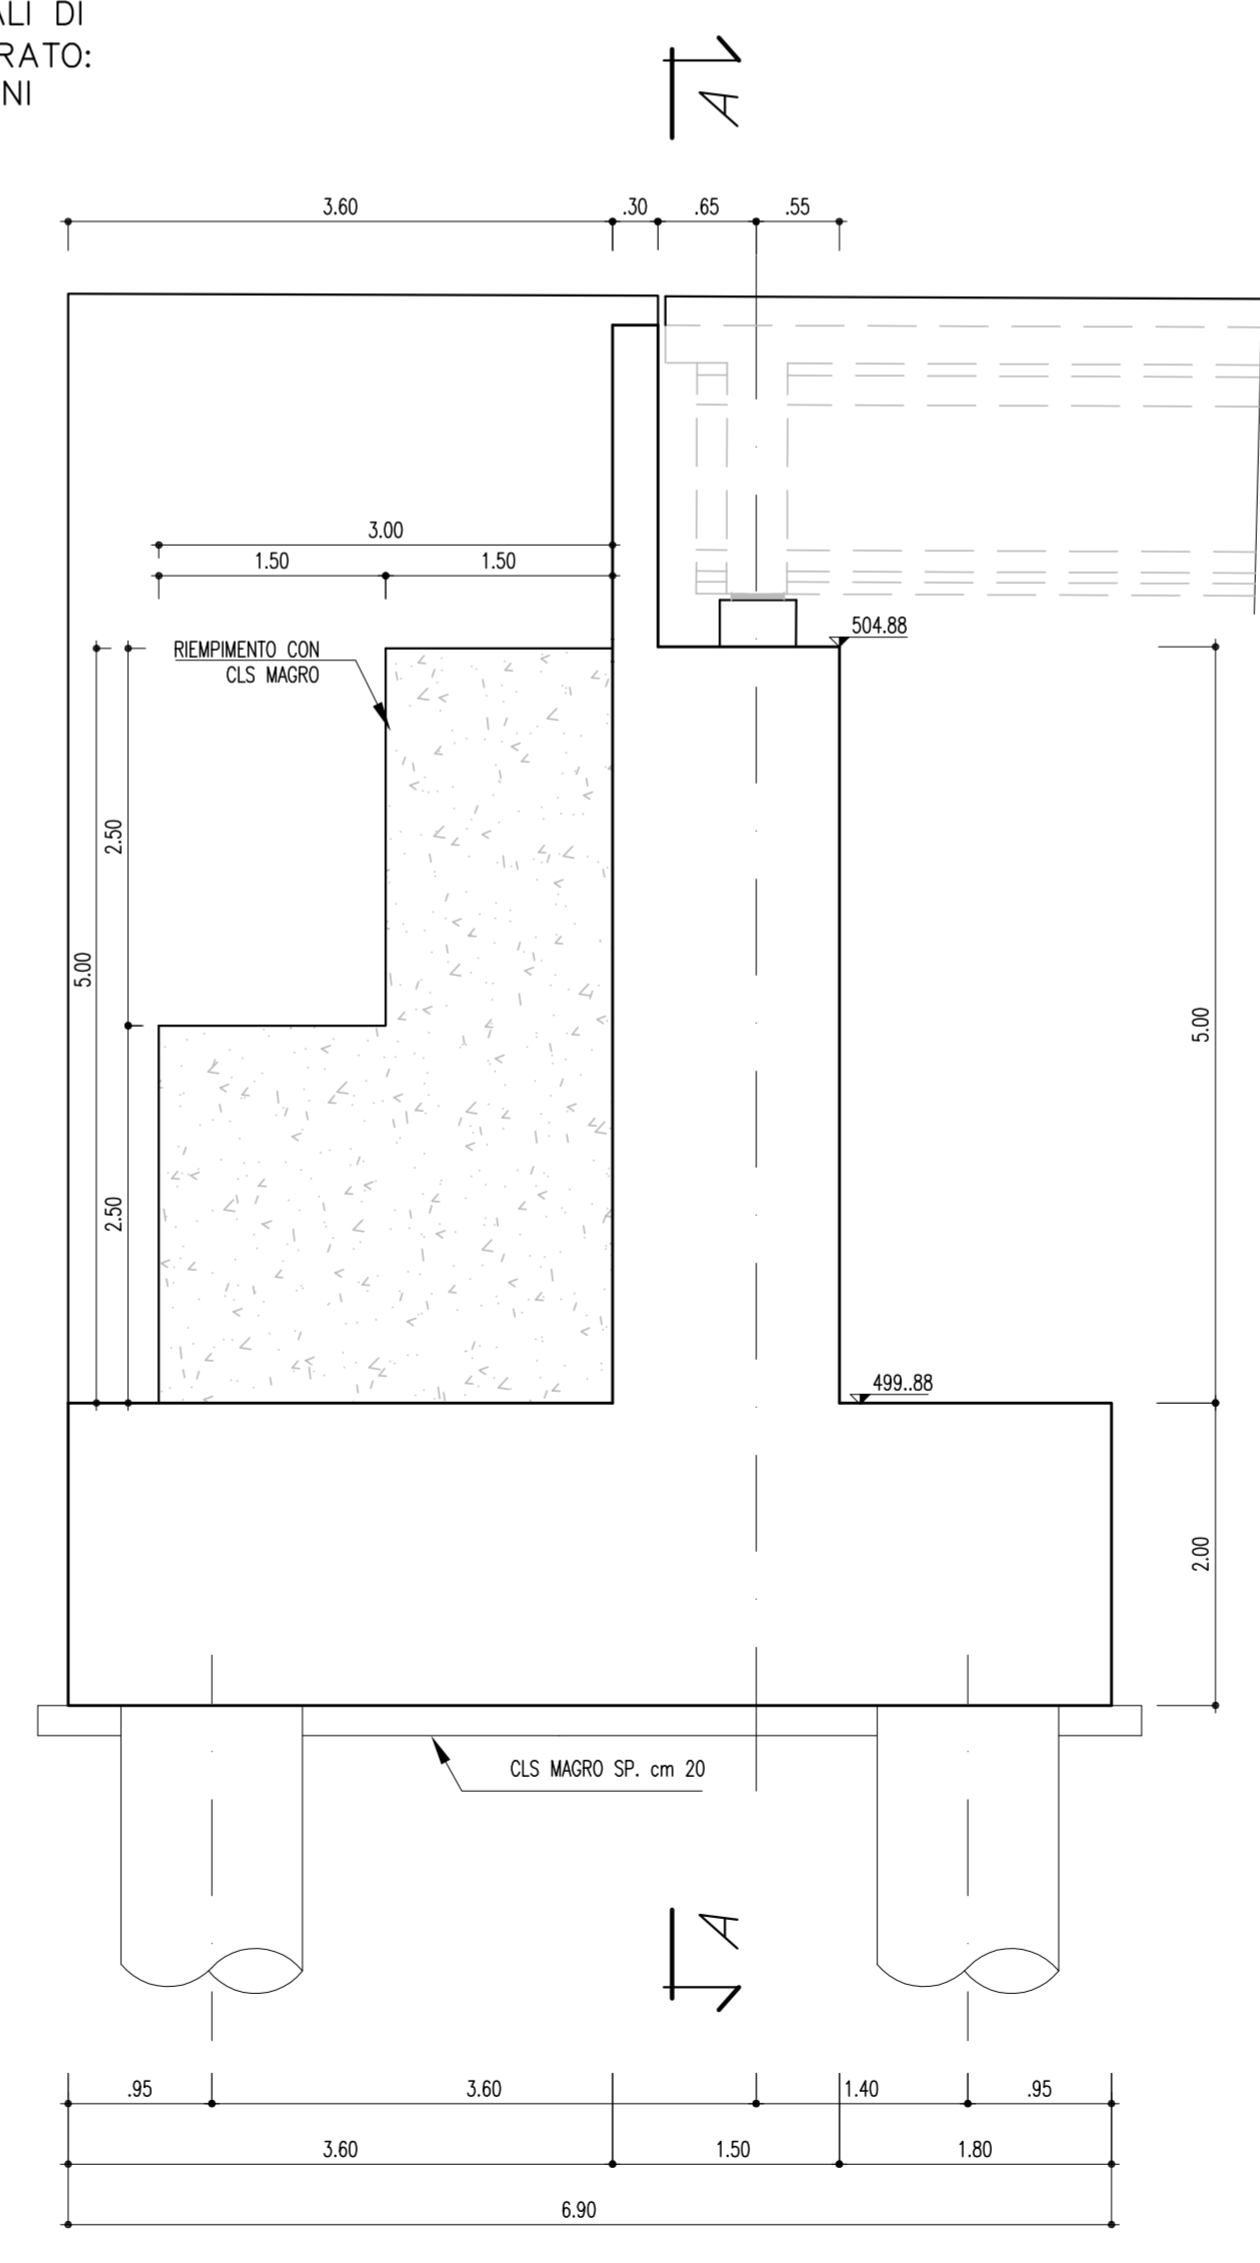 ALI DI
RATO:
NI
A
3.60 .30 .65 .55
3.00
1.50 1.50
504.88
RIEMPIMENTO CON
CLS MAGRO
2.50
5.00
5.00
2.50
499..88
2.00
CLS MAGRO SP. cm 20
A
.95 3.60 1.40 .95
3.60 1.50 1.80
6.90